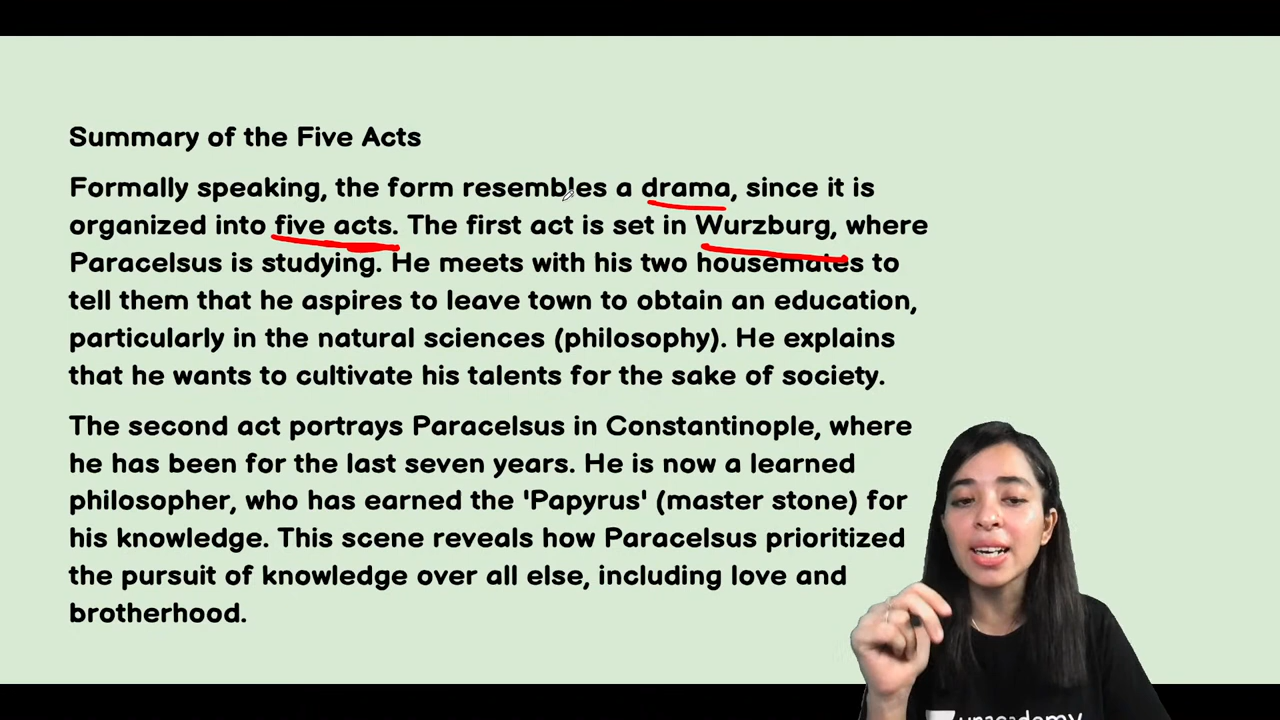 Summary of the Five Acts
Formally speaking, the form resembles a drama, since it is
organized into five acts. The first act is set in Wurzburg, where
Paracelsus is studying. He meets with his two housemates to
tell them that he aspires to leave town to obtain an education,
particularly in the natural sciences (philosophy). He explains
that he wants to cultivate his talents for the sake of society.
The second act portrays Paracelsus in Constantinople, where
he has been for the last seven years. He is now a learned
philosopher, who has earned the 'Papyrus' (master stone) for
his knowledge. This scene reveals how Paracelsus prioritized
the pursuit of knowledge over all else, including love and
brotherhood.